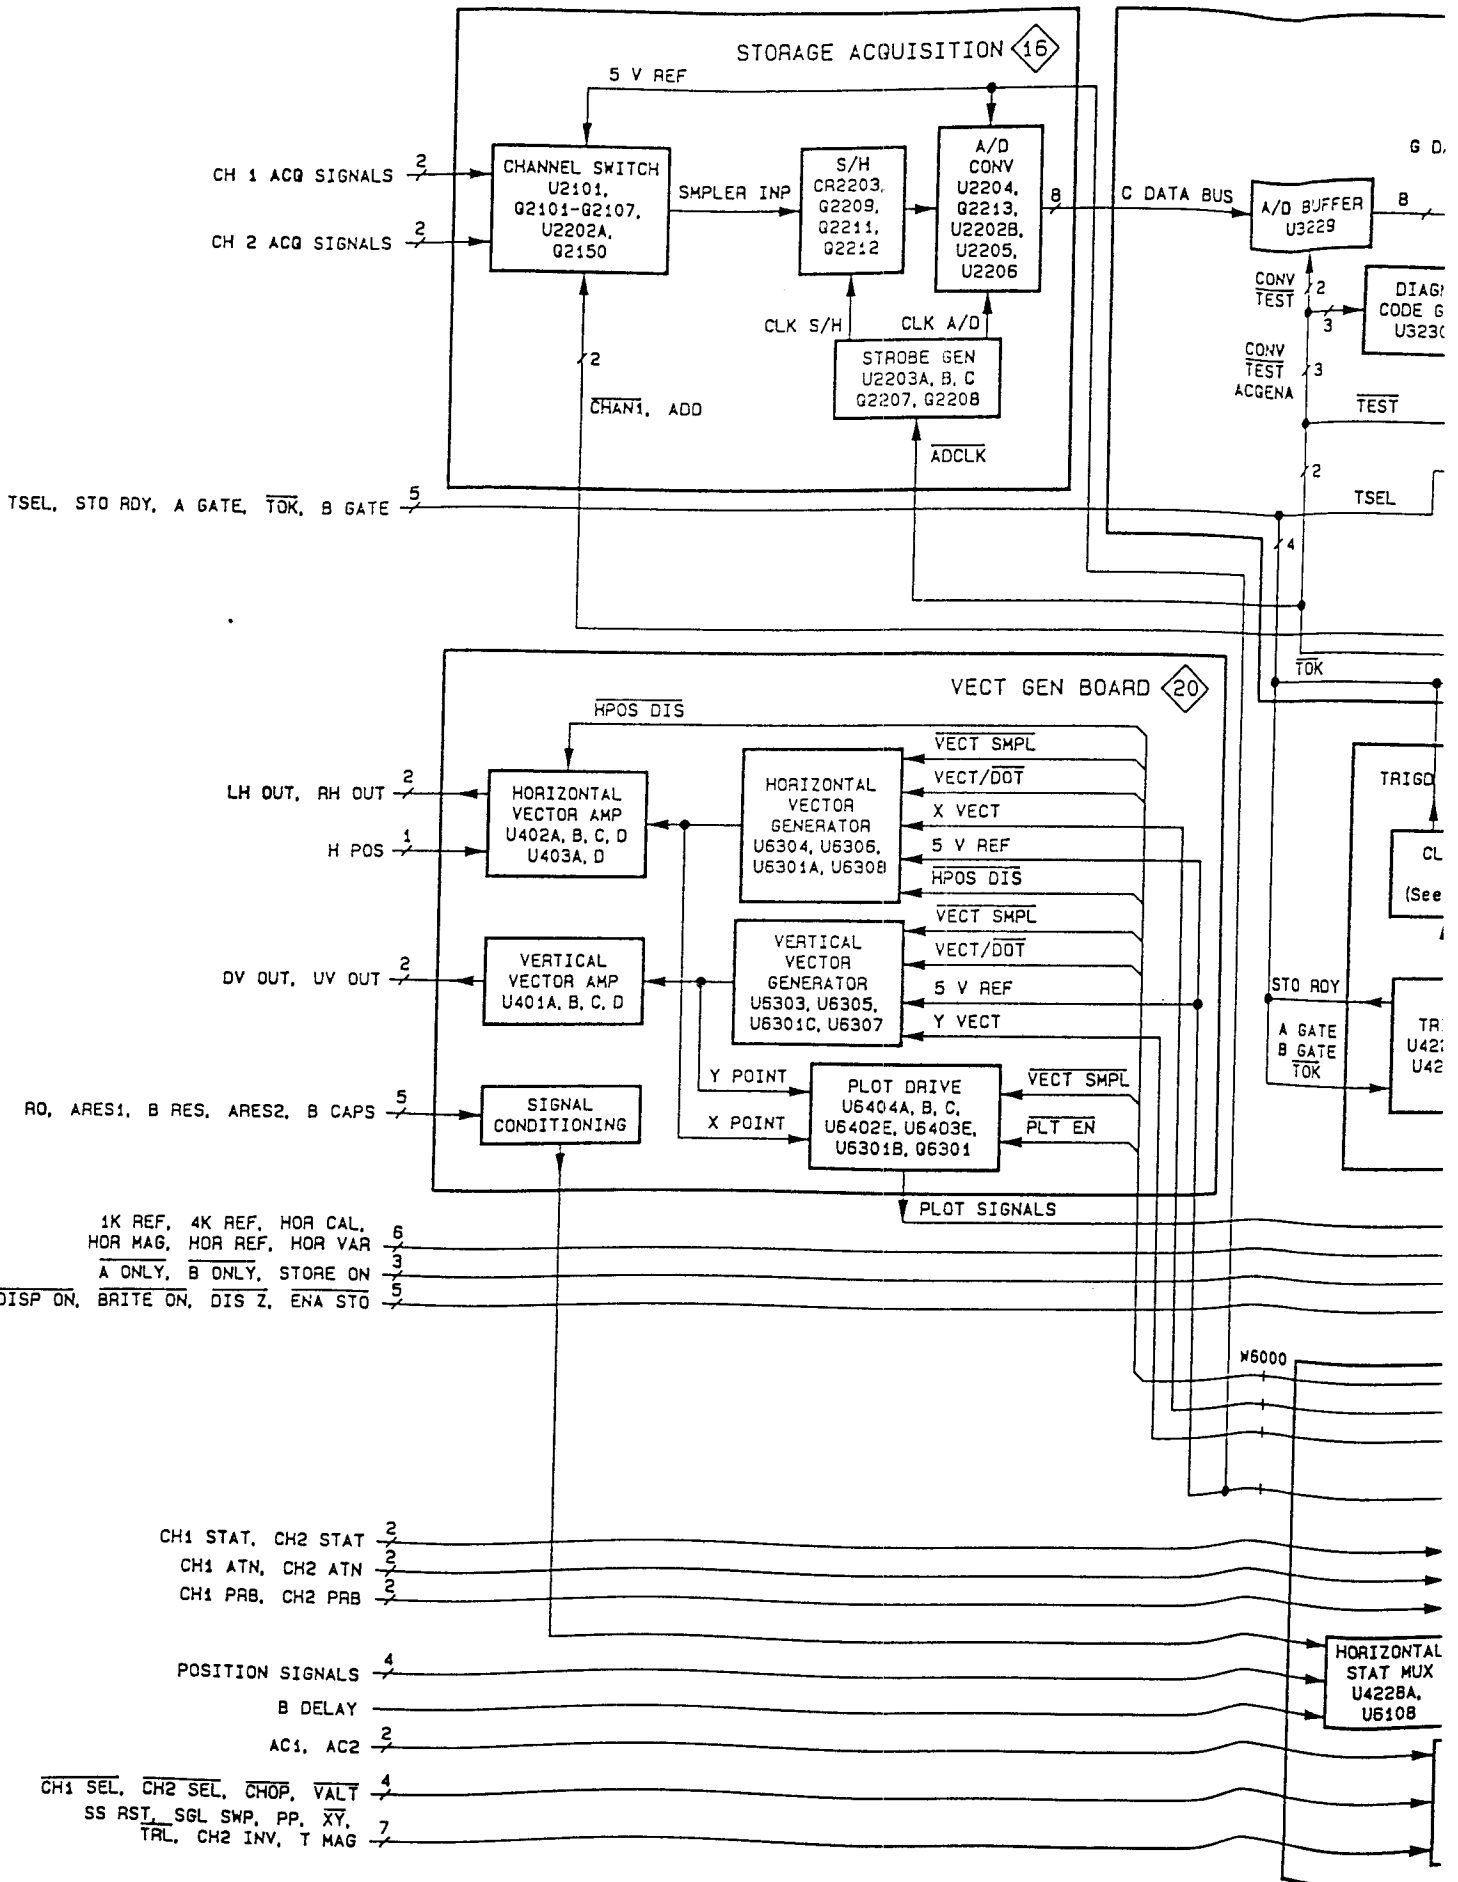 STORAGE ACQUISITION 16
5 V REF
CH 1 ACQ SIGNALS 2
CH 2 ACQ SIGNALS 2
CHANNEL SWITCH
U2101,
Q2101-Q2107,
U2202A,
Q2150
SMPLER INP
S/H
CR2203,
Q2209,
Q2211,
Q2212
A/D
CONV
U2204,
Q2213,
U2202B,
U2205,
U2206
8
C DATA BUS
A/D BUFFER
U3229
8
G D
CLK S/H
CLK A/D
STROBE GEN
U2203A, B, C
Q2207, Q2208
2
CHAN1, ADD
ADCLK
CONV
TEST
2
3
DIAG
CODE G
U3230
CONV
TEST
ACGENA
3
TEST
2
TSEL, STO RDY, A GATE, TOK, B GATE 5
TSEL
4
TOK
VECT GEN BOARD 20
HPOS DIS
LH OUT, RH OUT 2
H POS 1
HORIZONTAL
VECTOR AMP
U402A, B, C, D
U403A, D
HORIZONTAL
VECTOR
GENERATOR
U6304, U6306,
U6301A, U6308
VECT SMPL
VECT/DOT
X VECT
5 V REF
HPOS DIS
TRIGD
CL
(See
DV OUT, UV OUT 2
VERTICAL
VECTOR AMP
U401A, B, C, D
VERTICAL
VECTOR
GENERATOR
U6303, U6305,
U6301C, U6307
VECT SMPL
VECT/DOT
5 V REF
Y VECT
STO RDY
A GATE
B GATE
TOK
TR
U422
U42
RO, ARES1, B RES, ARES2, B CAPS 5
SIGNAL
CONDITIONING
Y POINT
X POINT
PLOT DRIVE
U6404A, B, C,
U6402E, U6403E,
U6301B, Q6301
VECT SMPL
PLT EN
PLOT SIGNALS
1K REF, 4K REF, HOR CAL,
HOR MAG, HOR REF, HOR VAR 6
A ONLY, B ONLY, STORE ON 3
DISP ON, BRITE ON, DIS Z, ENA STO 5
W6000
CH1 STAT, CH2 STAT 2
CH1 ATN, CH2 ATN 2
CH1 PRB, CH2 PRB 2
POSITION SIGNALS 4
B DELAY
HORIZONTAL
STAT MUX
U4228A,
U6108
AC1, AC2 2
CH1 SEL, CH2 SEL, CHOP, VALT 4
SS RST, SGL SWP, PP, XY,
TRL, CH2 INV, T MAG 7